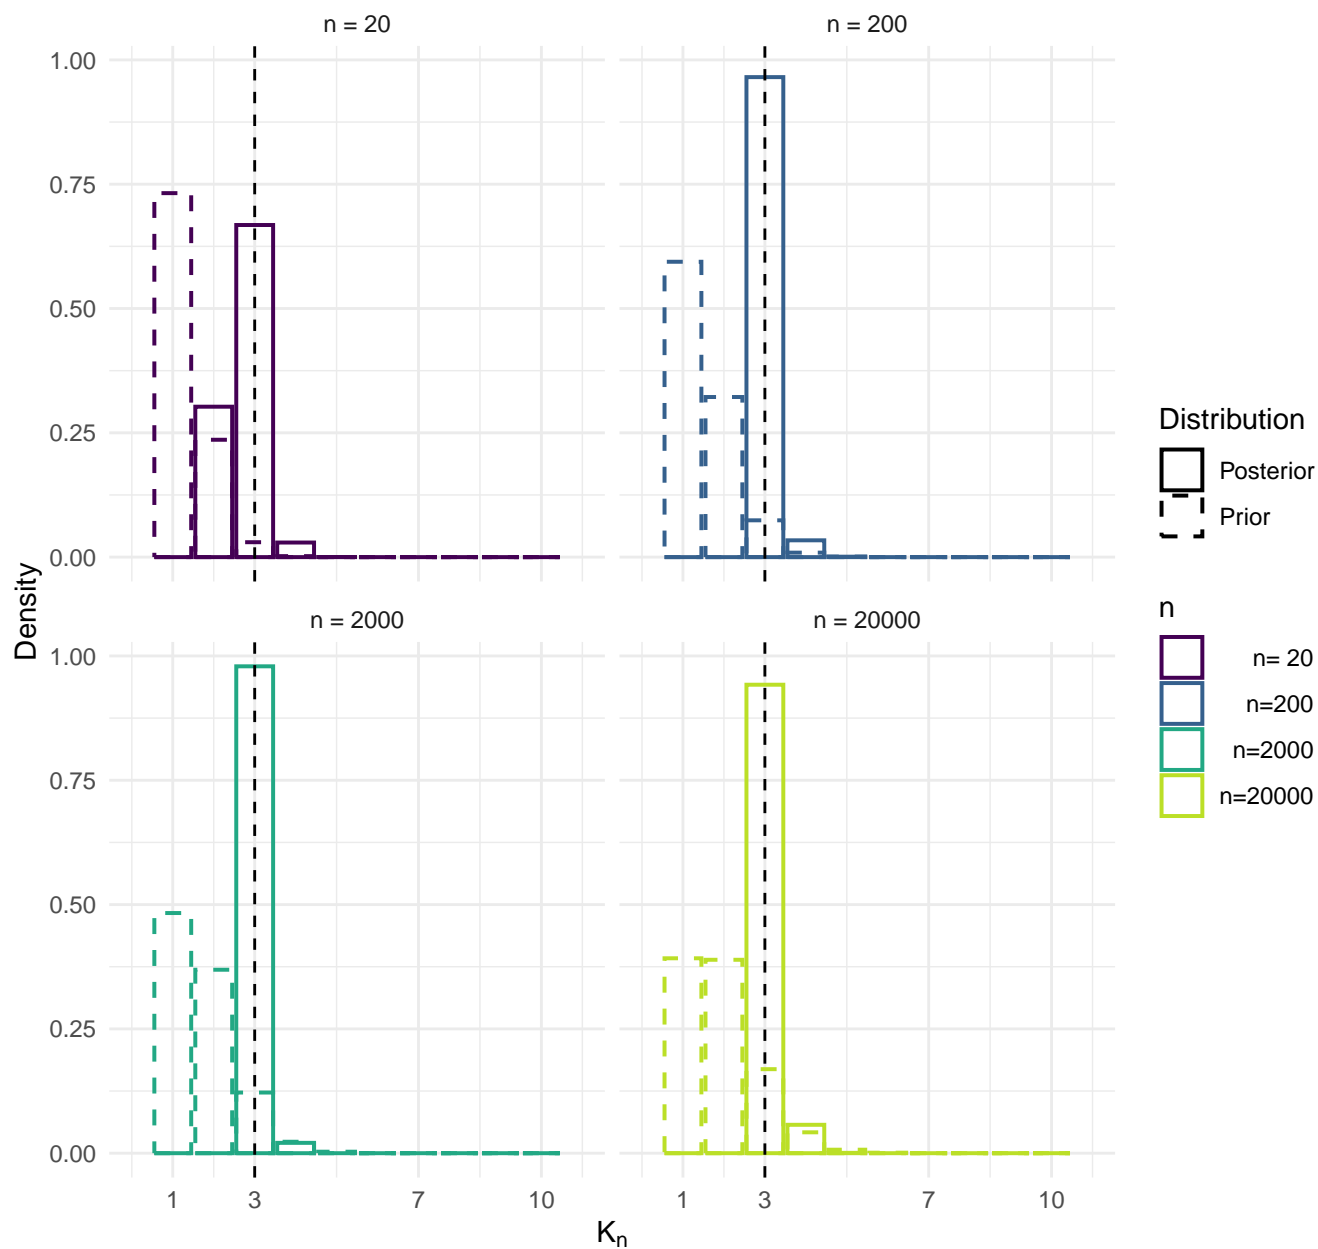 n = 20
n = 200
1.00
0.75
0.50
0.25
0.00
n = 2000
n = 20000
1.00
0.75
0.50
0.25
0.00
1 3 7 10
1 3 7 10
Density
Kₙ
Distribution
Posterior
Prior
n
n= 20
n=200
n=2000
n=20000